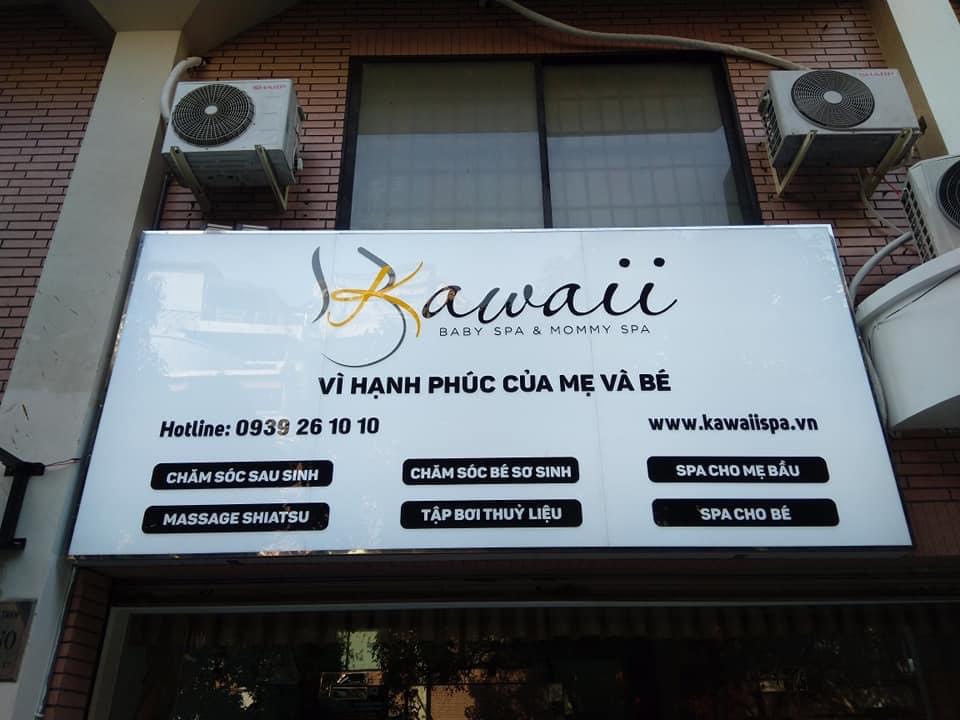 SHARP
SHARP
Kawaii
BABY SPA & MOMMY SPA
VÌ HẠNH PHÚC CỦA MẸ VÀ BÉ
Hotline: 0939 26 10 10
www.kawaiispa.vn
CHĂM SÓC SAU SINH
CHĂM SÓC BÉ SƠ SINH
SPA CHO MẸ BẦU
MASSAGE SHIATSU
TẬP BƠI THUỶ LIỆU
SPA CHO BÉ